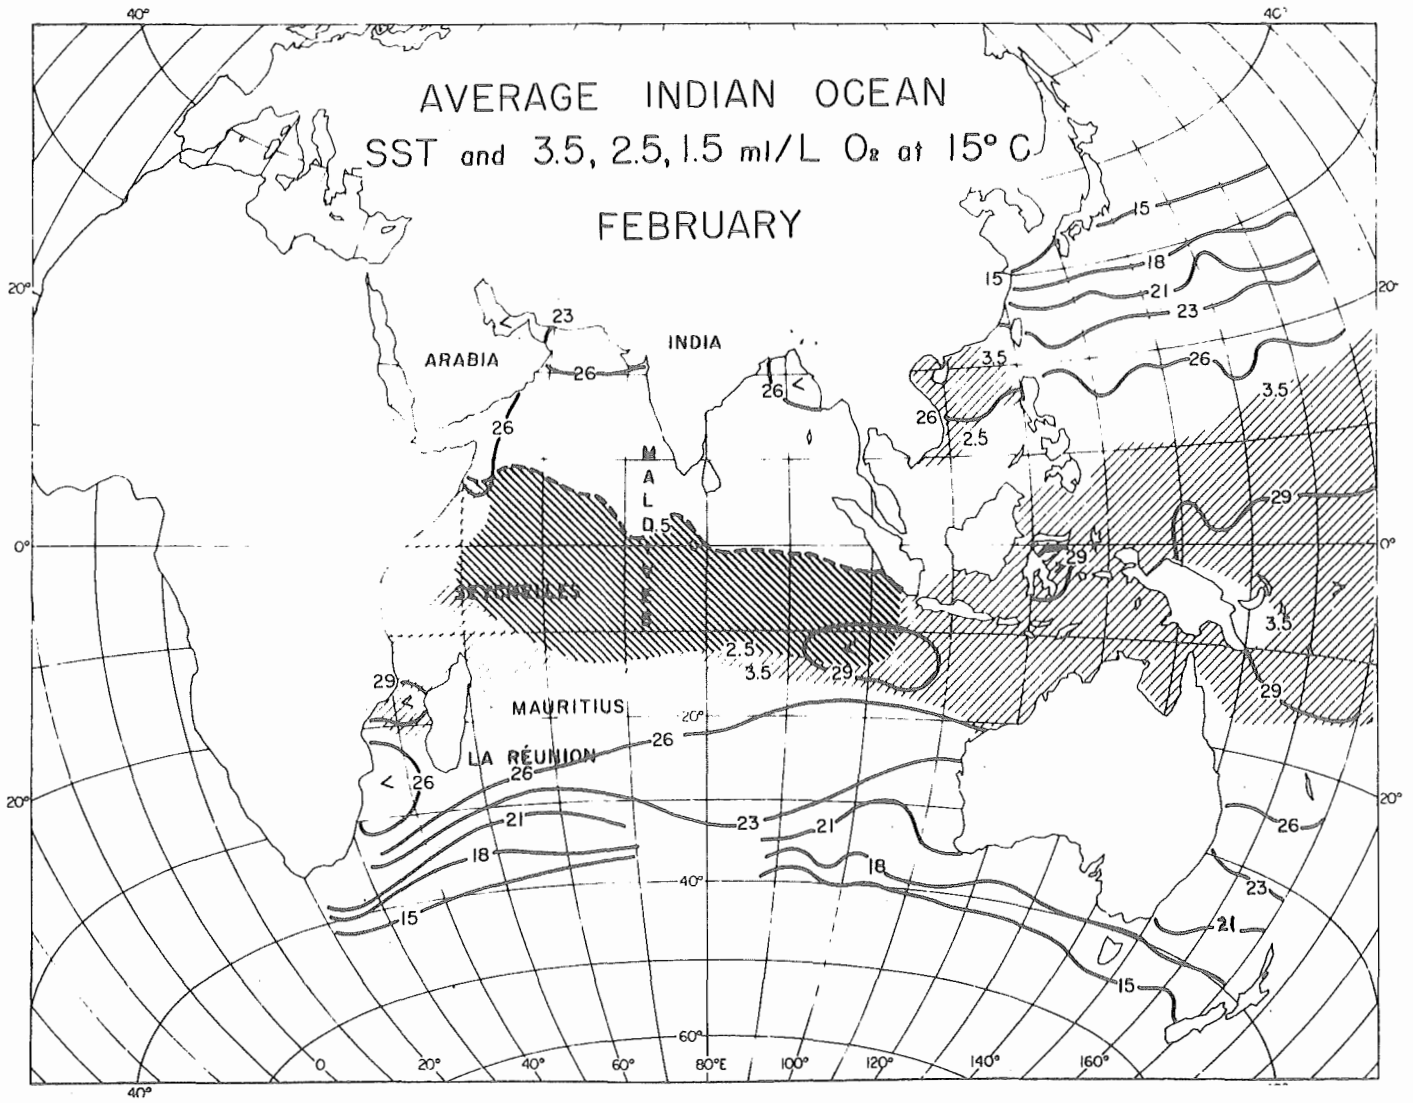 40° 40°
AVERAGE INDIAN OCEAN
SST and 3.5, 2.5, 1.5 ml/L O₂ at 15° C
FEBRUARY
15
15 18
20° 21 20°
23 23
INDIA
ARABIA 3.5
26 26
26 < 3.5
26 26
2.5
MALDIVES
29
1.5
0° 0 29 0°
SEYCHELLES
>
3.5
2.5
3.5 29
29 29
<
MAURITIUS 20°
26
LA RÉUNION
26
< 26
20° 20°
21 23 21 26
18 18
40° 23
15 21
15
60°
0 20° 40° 60° 80°E 100° 120° 140° 160°
40°